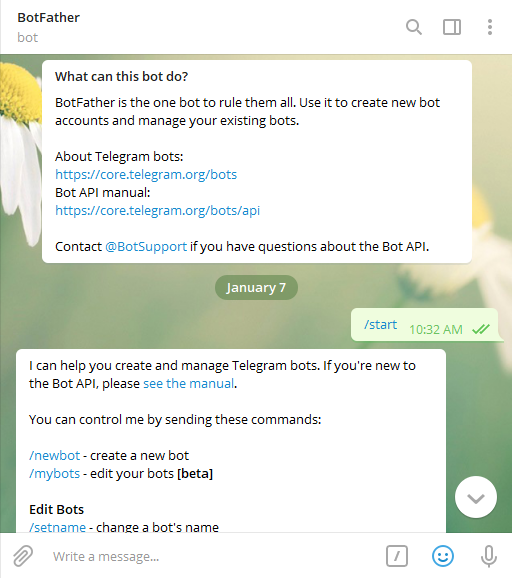 BotFather
bot
What can this bot do?
BotFather is the one bot to rule them all. Use it to create new bot
accounts and manage your existing bots.
About Telegram bots:
https://core.telegram.org/bots
Bot API manual:
https://core.telegram.org/bots/api
Contact @BotSupport if you have questions about the Bot API.
January 7
/start 10:32 AM
I can help you create and manage Telegram bots. If you're new to
the Bot API, please see the manual.
You can control me by sending these commands:
/newbot - create a new bot
/mybots - edit your bots [beta]
Edit Bots
/setname - change a bot's name
Write a message...